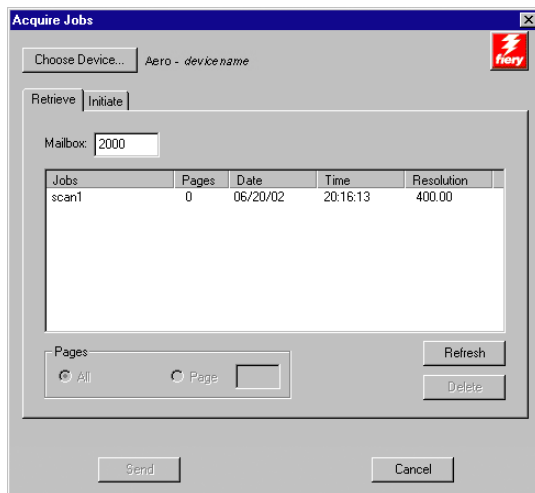 Acquire Jobs
Choose Device... Aero - devicename
fiery
Retrieve Initiate
Mailbox: 2000
Jobs Pages Date Time Resolution
scan1 0 06/20/02 20:16:13 400.00
Pages
All Page
Refresh
Delete
Send Cancel